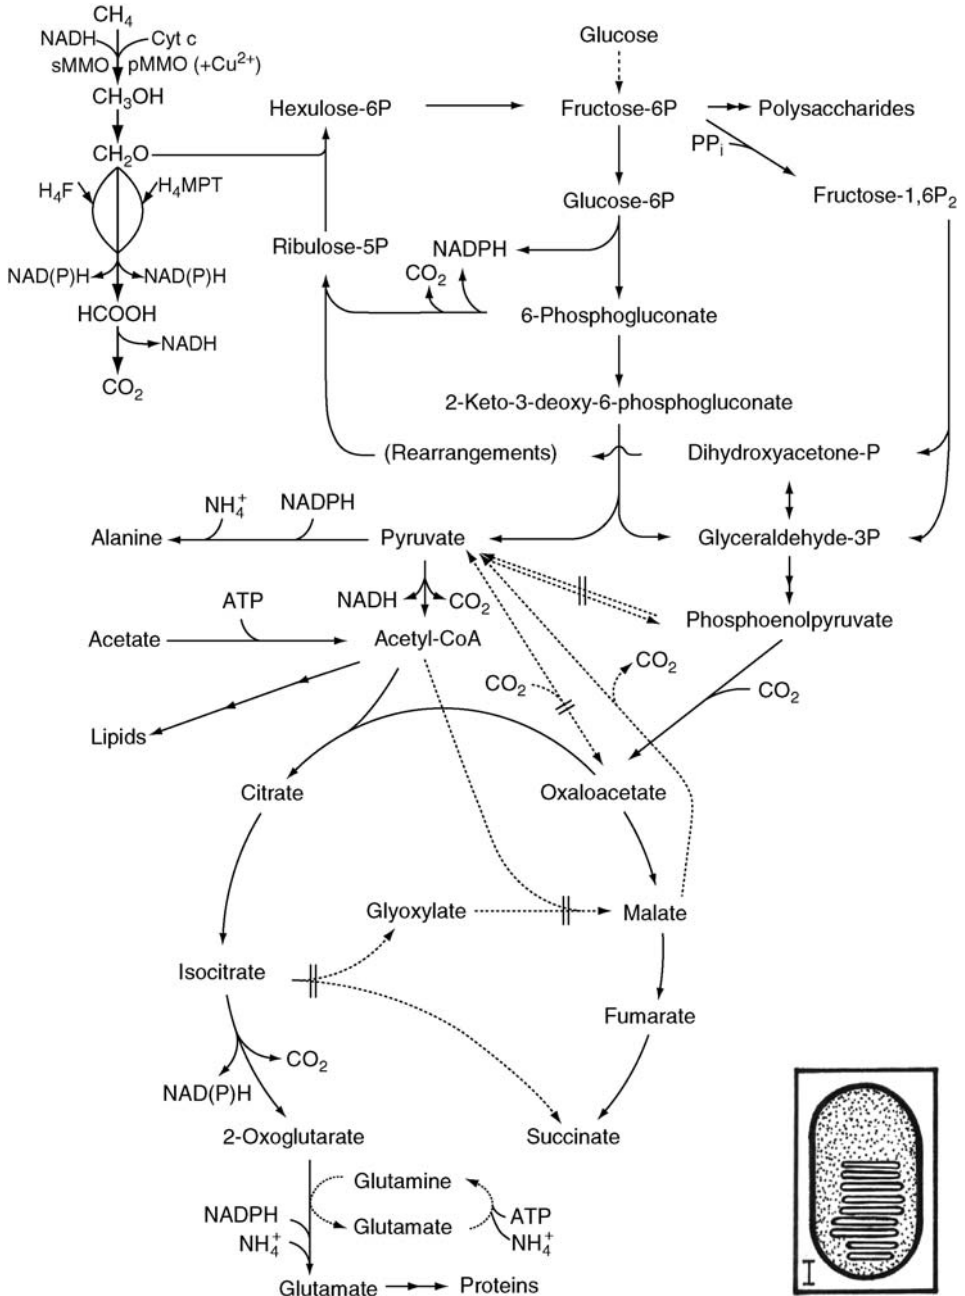 CH4
NADH Cyt c
sMMO pMMO (+Cu2+)
CH3OH
CH2O
H4F H4MPT
NAD(P)H NAD(P)H
HCOOH
NADH
CO2
Glucose
Hexulose-6P Fructose-6P Polysaccharides
PPi
Glucose-6P Fructose-1,6P2
Ribulose-5P NADPH
CO2
6-Phosphogluconate
2-Keto-3-deoxy-6-phosphogluconate
(Rearrangements) Dihydroxyacetone-P
NH4+ NADPH
Alanine Pyruvate Glyceraldehyde-3P
NADH CO2
ATP
Phosphoenolpyruvate
Acetate Acetyl-CoA
CO2
CO2 CO2
Lipids
Citrate Oxaloacetate
Glyoxylate Malate
Isocitrate
Fumarate
CO2
NAD(P)H
2-Oxoglutarate Succinate
Glutamine
NADPH Glutamate ATP
NH4+ NH4+
Glutamate Proteins